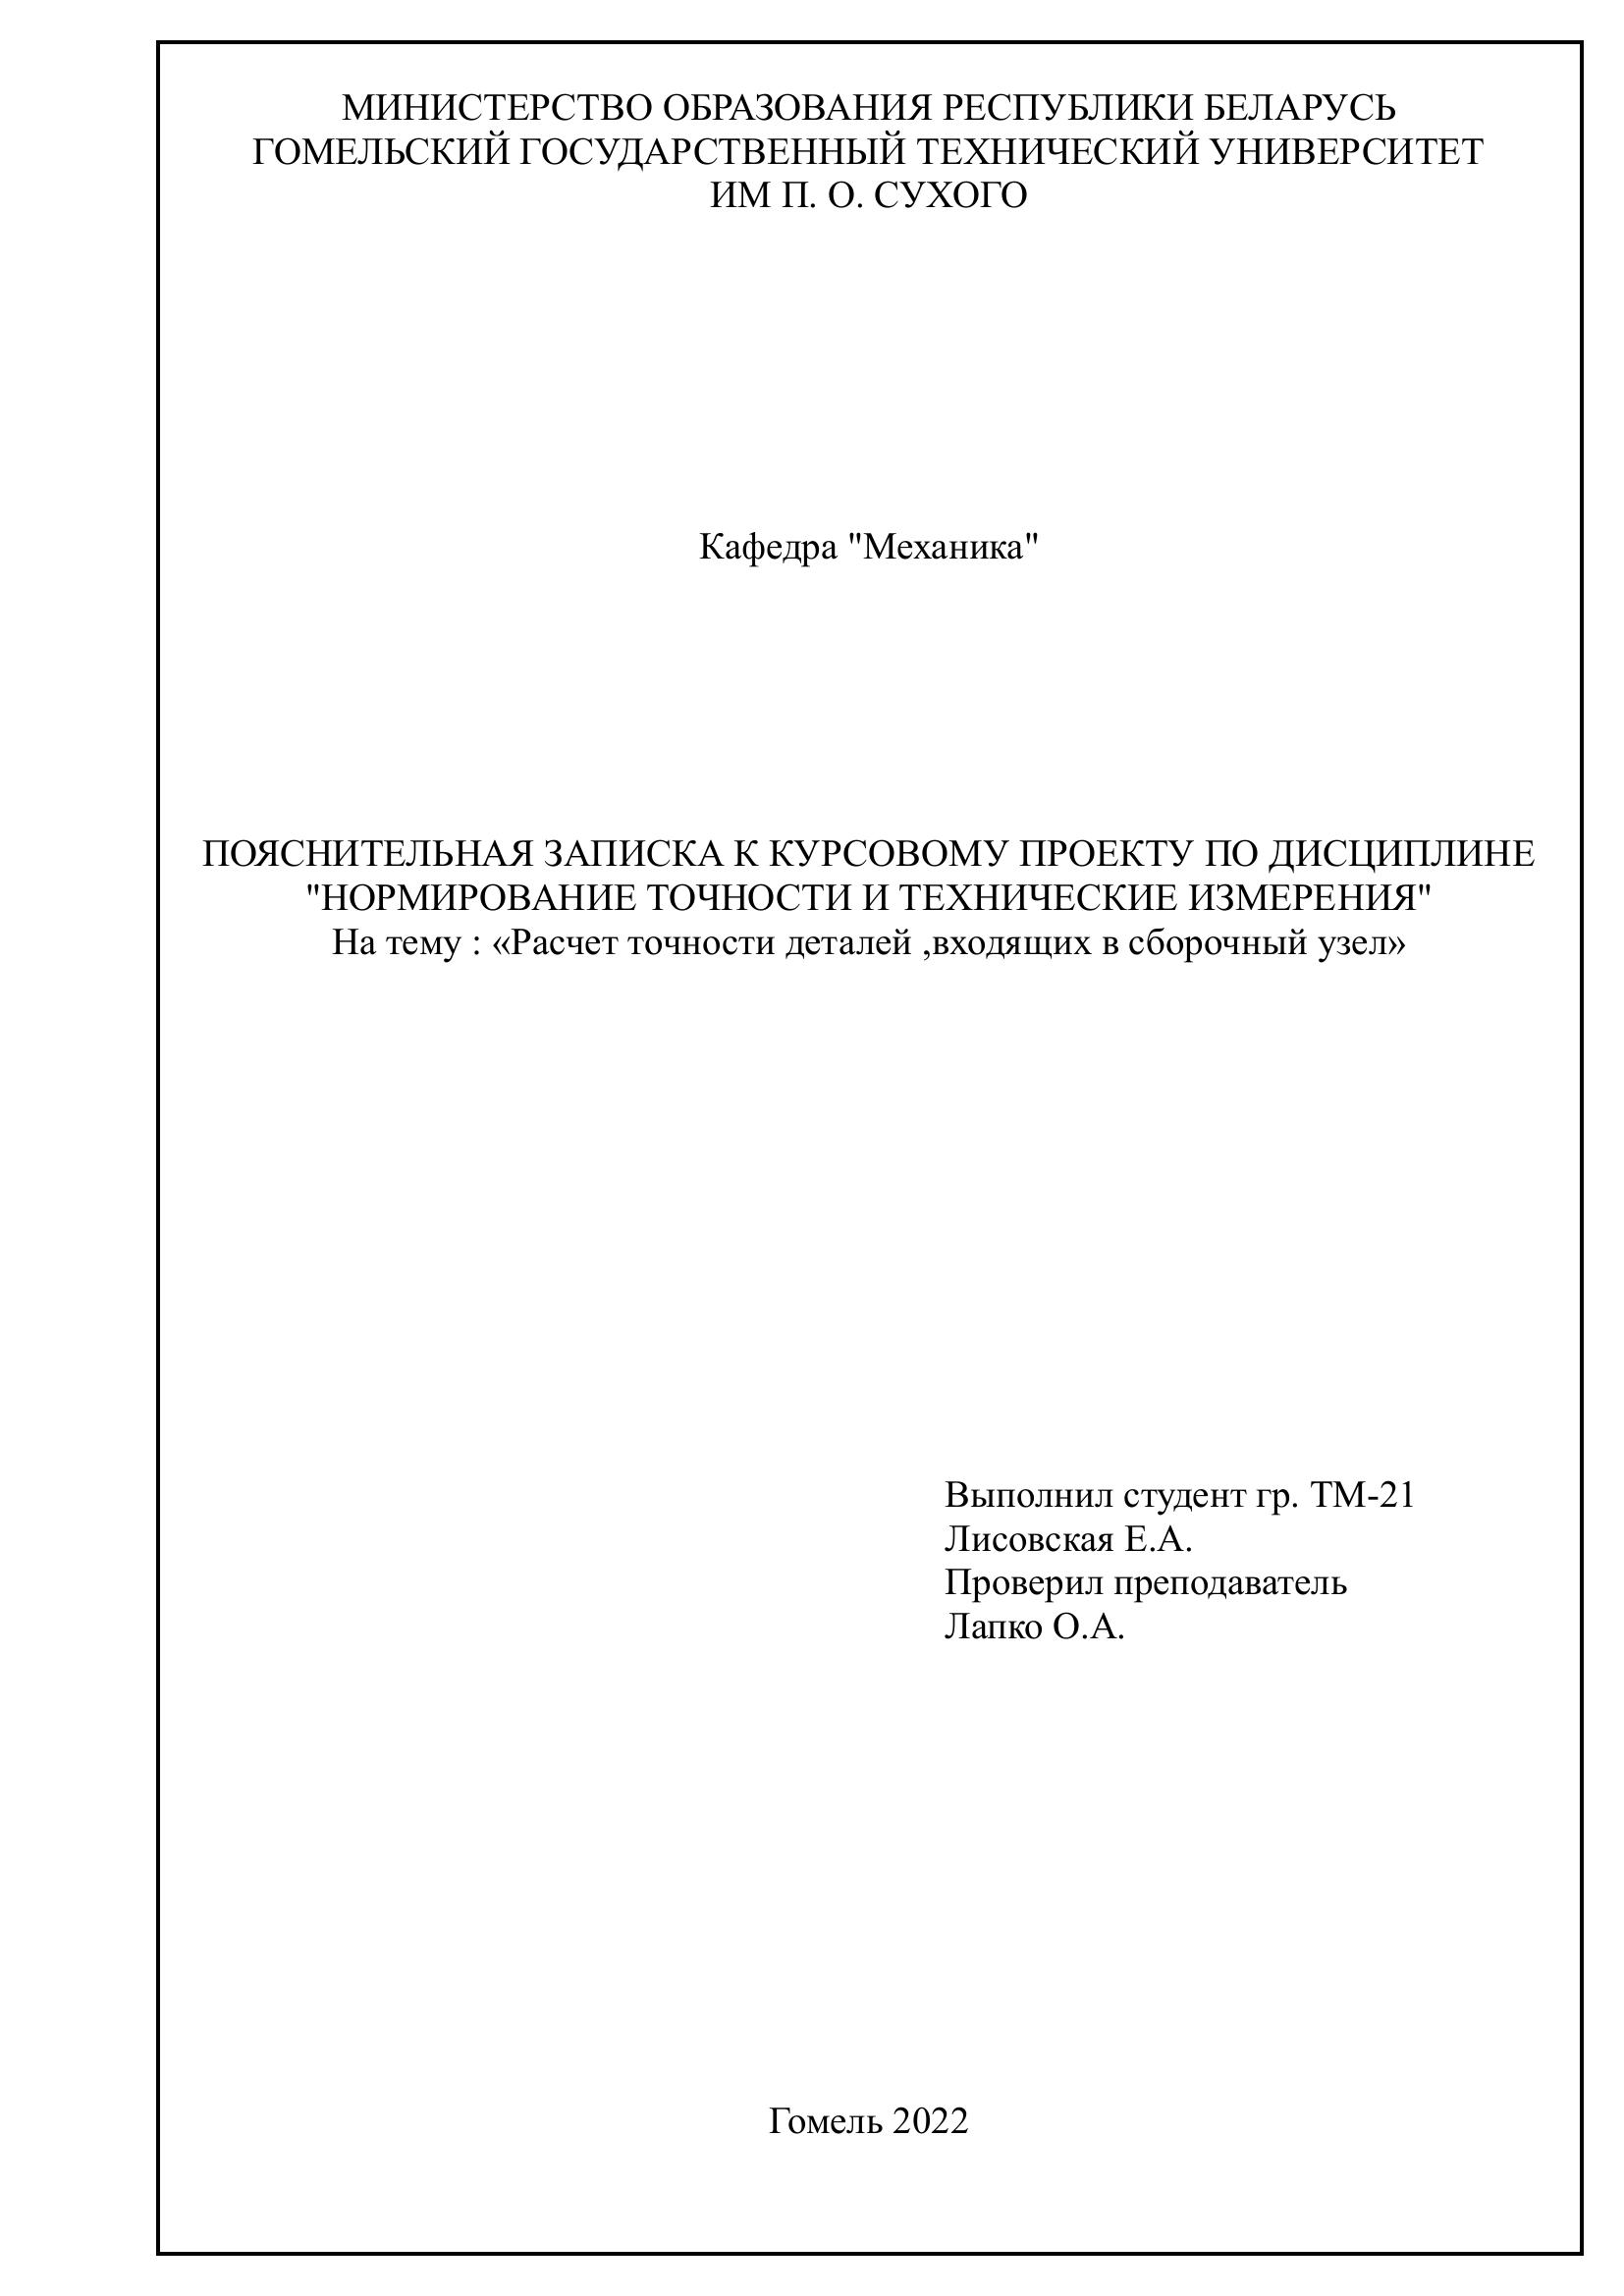 МИНИСТЕРСТВО ОБРАЗОВАНИЯ РЕСПУБЛИКИ БЕЛАРУСЬ
ГОМЕЛЬСКИЙ ГОСУДАРСТВЕННЫЙ ТЕХНИЧЕСКИЙ УНИВЕРСИТЕТ
ИМ П. О. СУХОГО
Кафедра "Механика"
ПОЯСНИТЕЛЬНАЯ ЗАПИСКА К КУРСОВОМУ ПРОЕКТУ ПО ДИСЦИПЛИНЕ
"НОРМИРОВАНИЕ ТОЧНОСТИ И ТЕХНИЧЕСКИЕ ИЗМЕРЕНИЯ"
На тему : «Расчет точности деталей ,входящих в сборочный узел»
Выполнил студент гр. ТМ-21
Лисовская Е.А.
Проверил преподаватель
Лапко О.А.
Гомель 2022